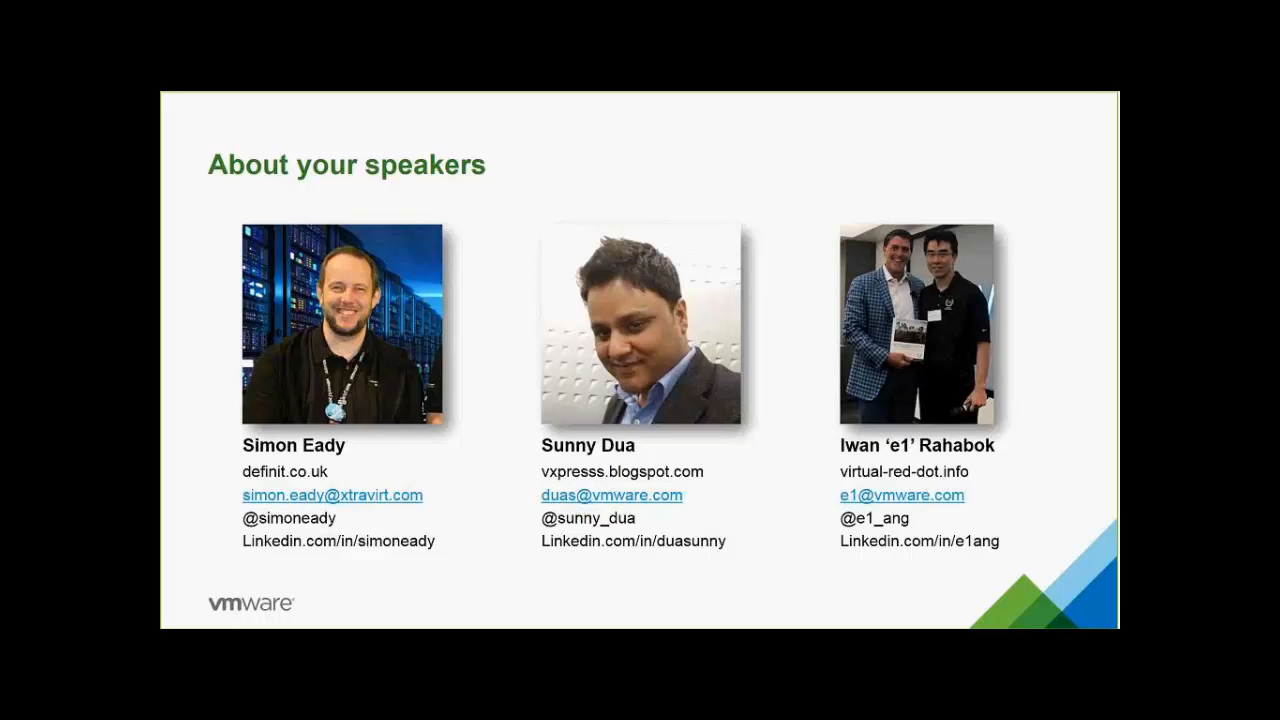 About your speakers
Simon Eady
definit.co.uk
simon.eady@xtravirt.com
@simoneady
Linkedin.com/in/simoneady
Sunny Dua
vxpresss.blogspot.com
duas@vmware.com
@sunny_dua
Linkedin.com/in/duasunny
Iwan ‘e1’ Rahabok
virtual-red-dot.info
e1@vmware.com
@e1_ang
Linkedin.com/in/e1ang
vmware